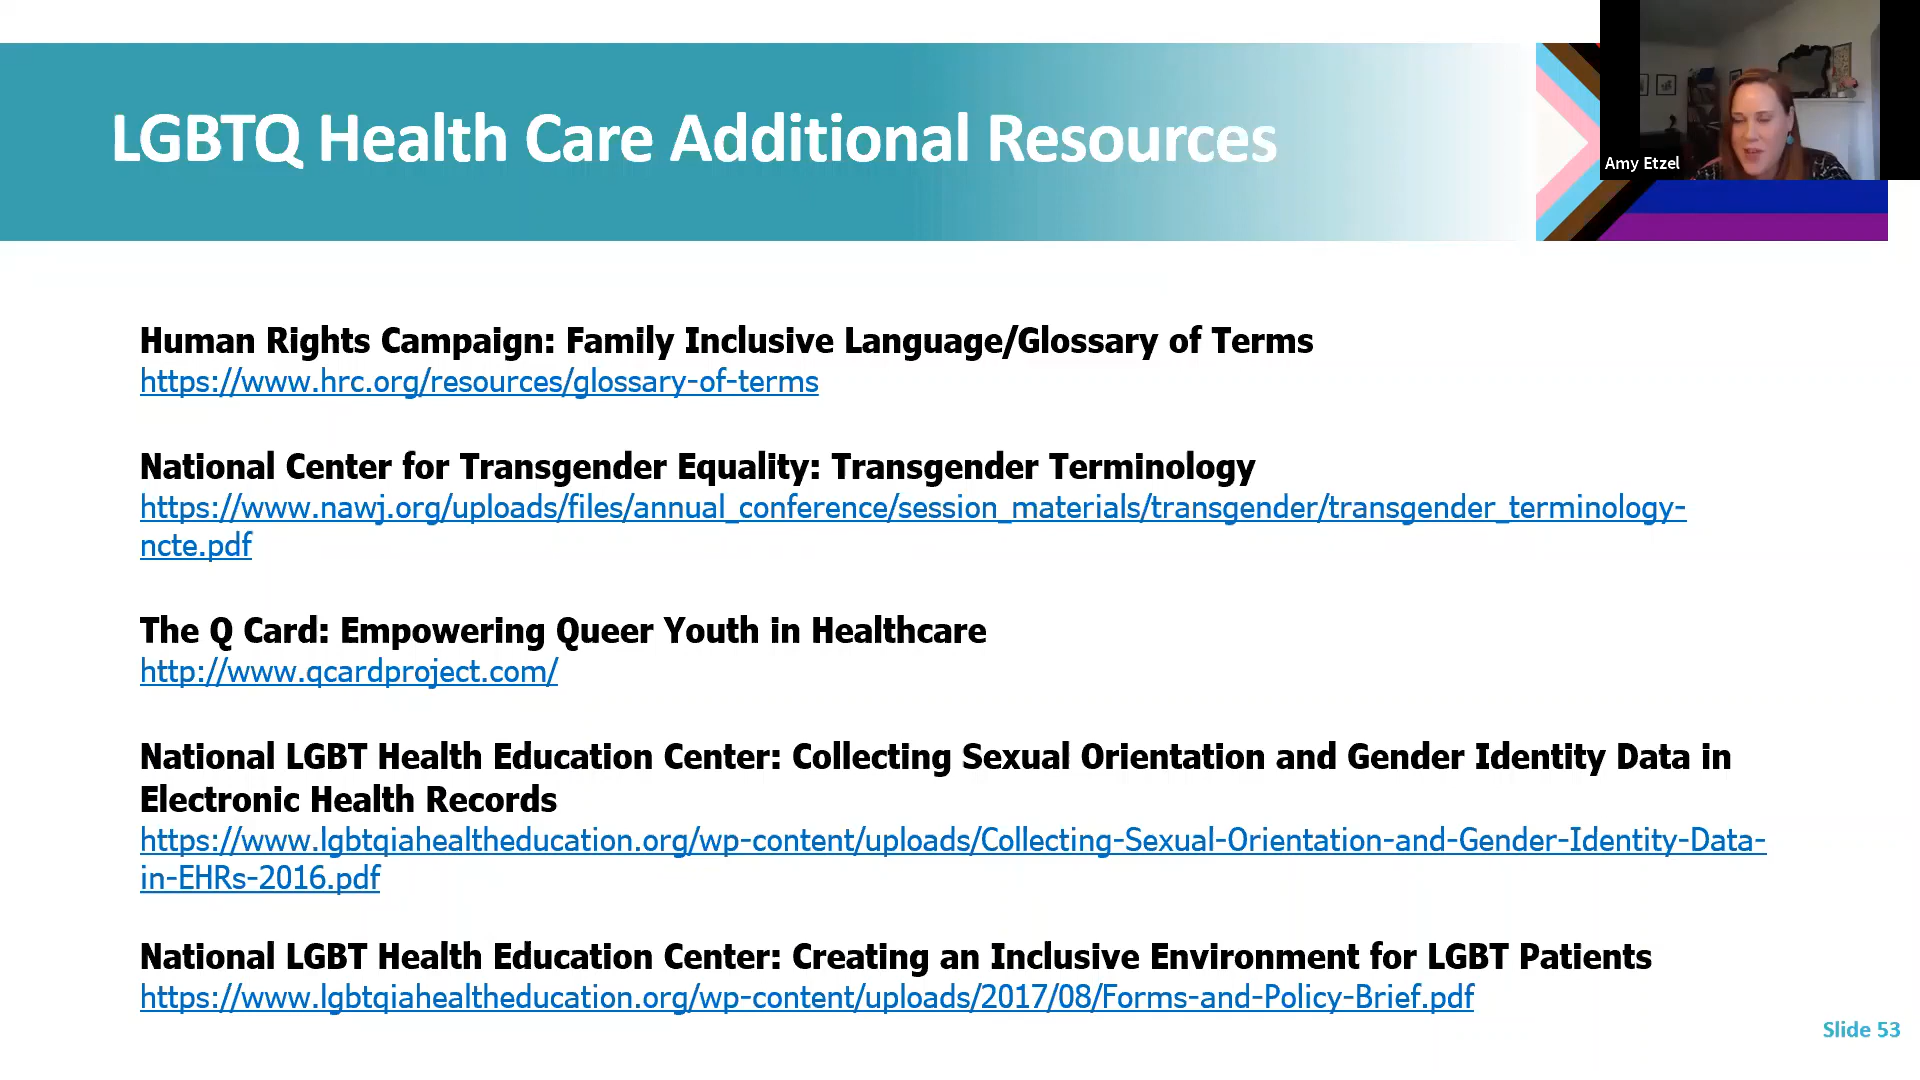 LGBTQ Health Care Additional Resources
Amy Etzel
Human Rights Campaign: Family Inclusive Language/Glossary of Terms
https://www.hrc.org/resources/glossary-of-terms
National Center for Transgender Equality: Transgender Terminology
https://www.nawj.org/uploads/files/annual_conference/session_materials/transgender/transgender_terminology-
ncte.pdf
The Q Card: Empowering Queer Youth in Healthcare
http://www.qcardproject.com/
National LGBT Health Education Center: Collecting Sexual Orientation and Gender Identity Data in
Electronic Health Records
https://www.lgbtqiahealtheducation.org/wp-content/uploads/Collecting-Sexual-Orientation-and-Gender-Identity-Data-
in-EHRs-2016.pdf
National LGBT Health Education Center: Creating an Inclusive Environment for LGBT Patients
https://www.lgbtqiahealtheducation.org/wp-content/uploads/2017/08/Forms-and-Policy-Brief.pdf
Slide 53